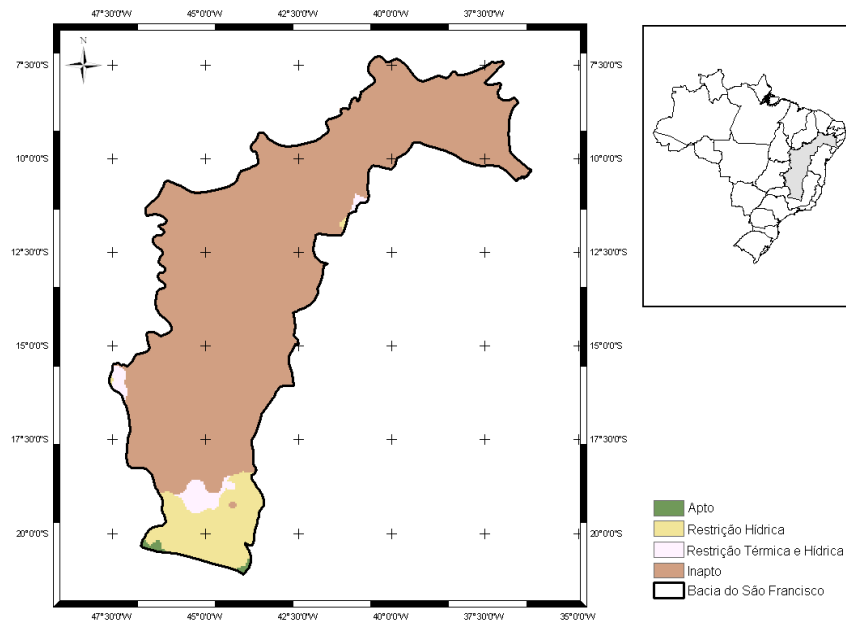 47°30'0"W 45°0'0"W 42°30'0"W 40°0'0"W 37°30'0"W 35°0'0"W
N
7°30'0"S 7°30'0"S
10°0'0"S 10°0'0"S
12°30'0"S 12°30'0"S
15°0'0"S 15°0'0"S
17°30'0"S 17°30'0"S
20°0'0"S 20°0'0"S
Apto
Restrição Hídrica
Restrição Térmica e Hídrica
Inapto
Bacia do São Francisco
47°30'0"W 45°0'0"W 42°30'0"W 40°0'0"W 37°30'0"W 35°0'0"W